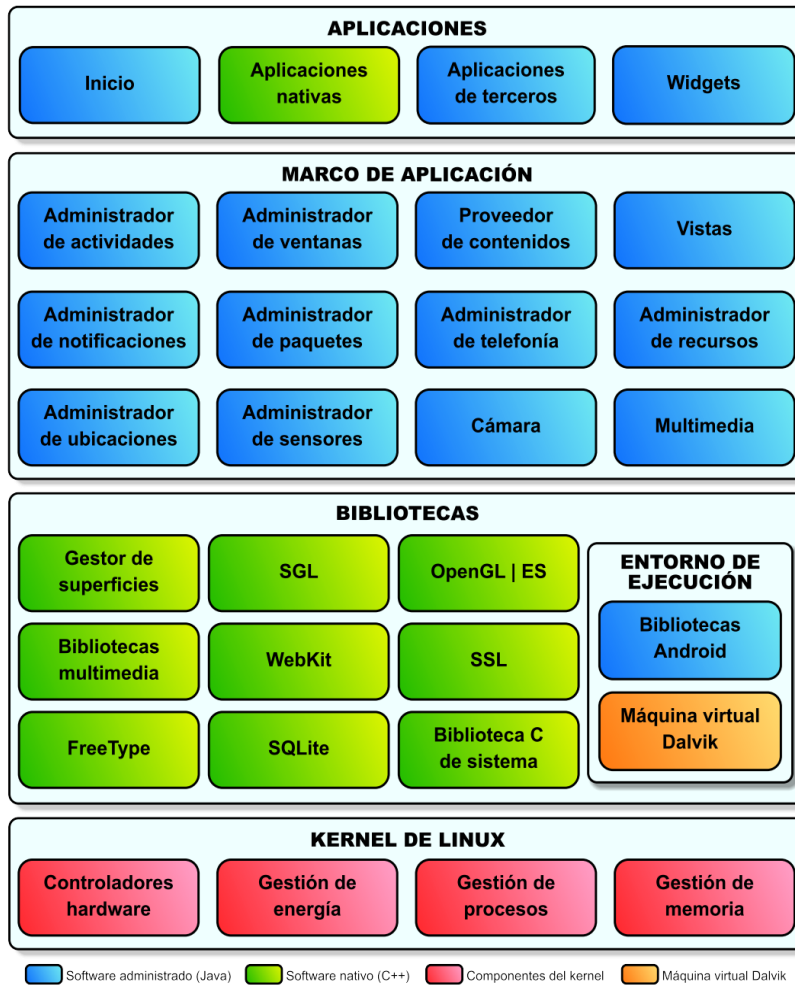 APLICACIONES
Inicio
Aplicaciones
nativas
Aplicaciones
de terceros
Widgets
MARCO DE APLICACIÓN
Administrador
de actividades
Administrador
de ventanas
Proveedor
de contenidos
Vistas
Administrador
de notificaciones
Administrador
de paquetes
Administrador
de telefonía
Administrador
de recursos
Administrador
de ubicaciones
Administrador
de sensores
Cámara
Multimedia
BIBLIOTECAS
Gestor de
superficies
SGL
OpenGL | ES
Bibliotecas
multimedia
WebKit
SSL
FreeType
SQLite
Biblioteca C
de sistema
ENTORNO DE
EJECUCIÓN
Bibliotecas
Android
Máquina virtual
Dalvik
KERNEL DE LINUX
Controladores
hardware
Gestión de
energía
Gestión de
procesos
Gestión de
memoria
Software administrado (Java)
Software nativo (C++)
Componentes del kernel
Máquina virtual Dalvik